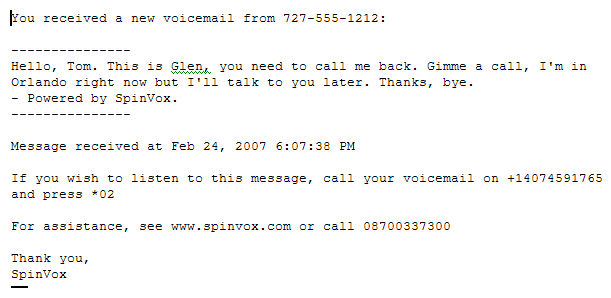 You received a new voicemail from 727-555-1212:
---------------
Hello, Tom. This is Glen, you need to call me back. Gimme a call, I'm in
Orlando right now but I'll talk to you later. Thanks, bye.
- Powered by SpinVox.
---------------
Message received at Feb 24, 2007 6:07:38 PM
If you wish to listen to this message, call your voicemail on +14074591765
and press *02
For assistance, see www.spinvox.com or call 08700337300
Thank you,
SpinVox